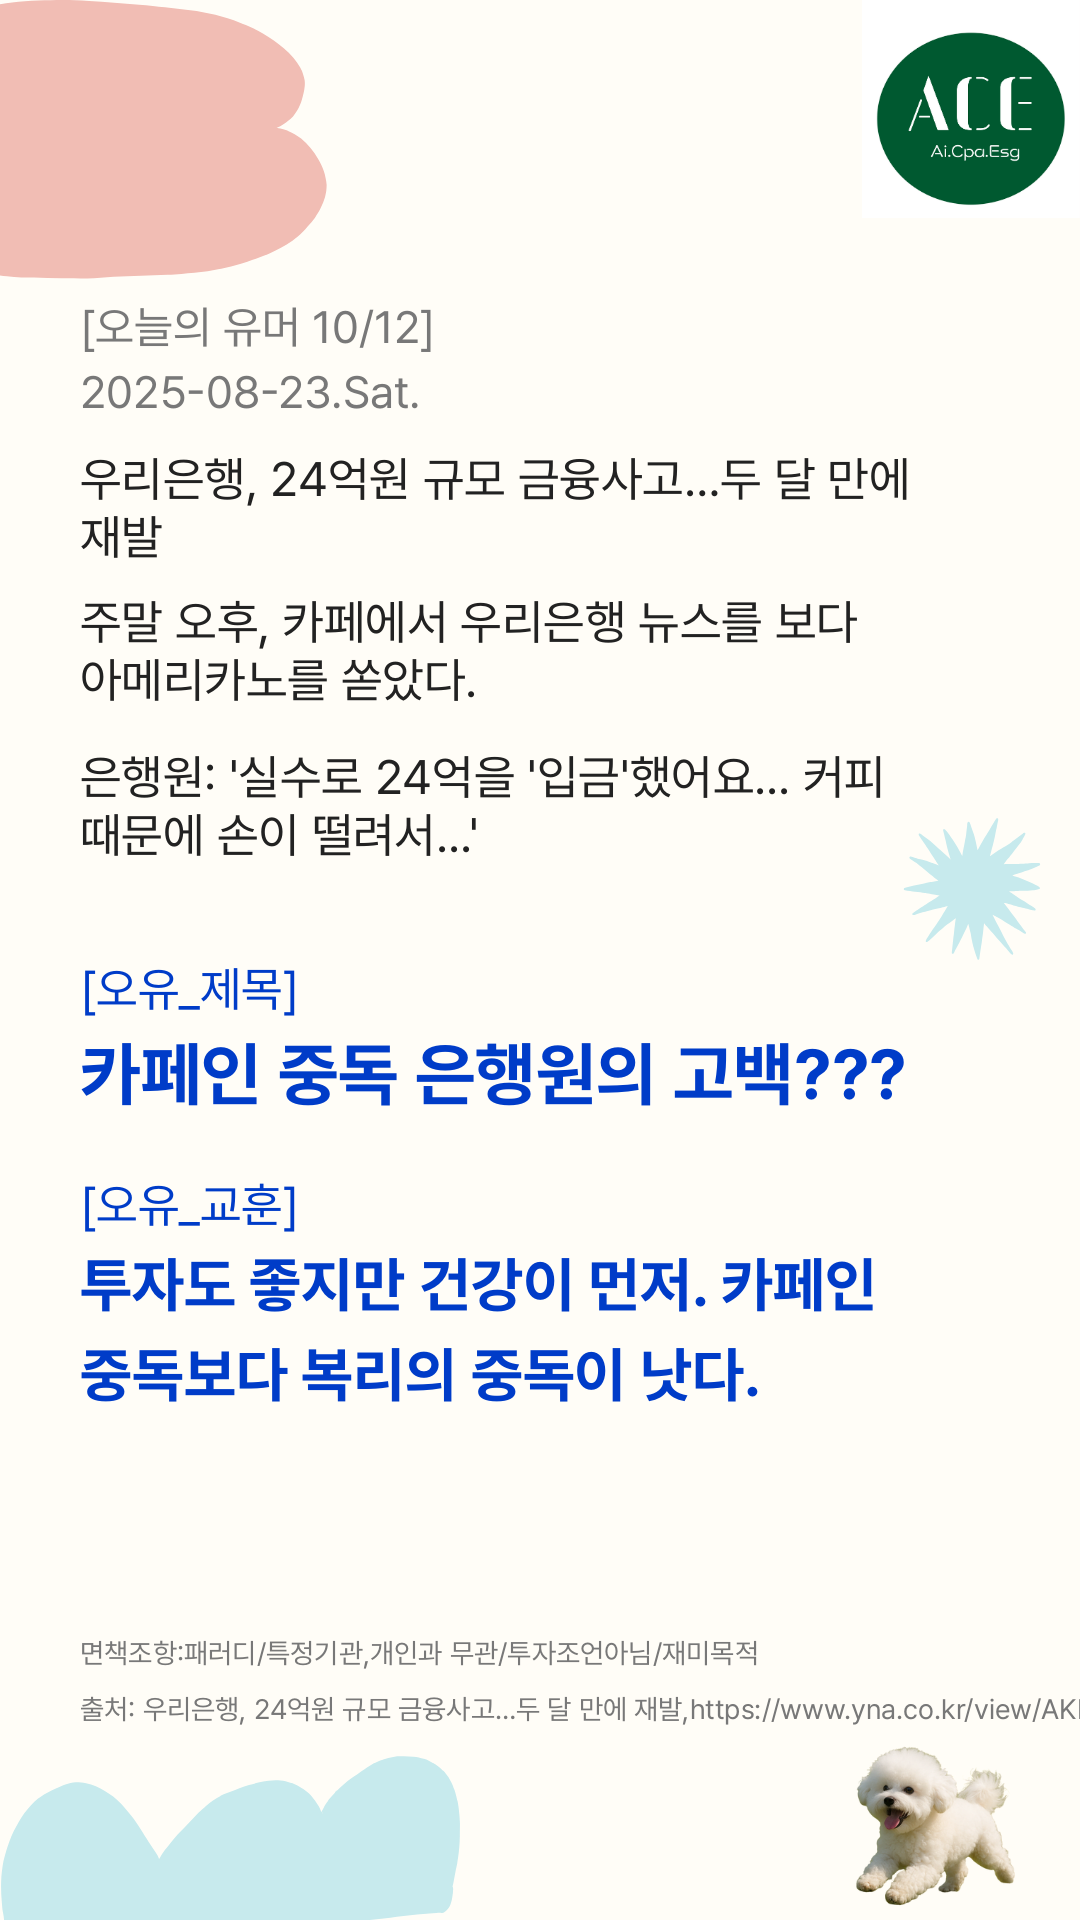 ACE
Ai.Cpa.Esg
[오늘의 유머 10/12]
2025-08-23.Sat.
우리은행, 24억원 규모 금융사고...두 달 만에
재발
주말 오후, 카페에서 우리은행 뉴스를 보다
아메리카노를 쏟았다.
은행원: '실수로 24억을 '입금'했어요... 커피
때문에 손이 떨려서...'
[오유_제목]
카페인 중독 은행원의 고백???
[오유_교훈]
투자도 좋지만 건강이 먼저. 카페인
중독보다 복리의 중독이 낫다.
면책조항:패러디/특정기관,개인과 무관/투자조언아님/재미목적
출처: 우리은행, 24억원 규모 금융사고...두 달 만에 재발,https://www.yna.co.kr/view/AK